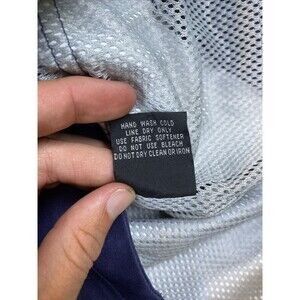 HAND WASH COLD
LINE DRY ONLY
USE FABRIC SOFTENER
DO NOT USE BLEACH
DO NOT DRY CLEAN OR IRON